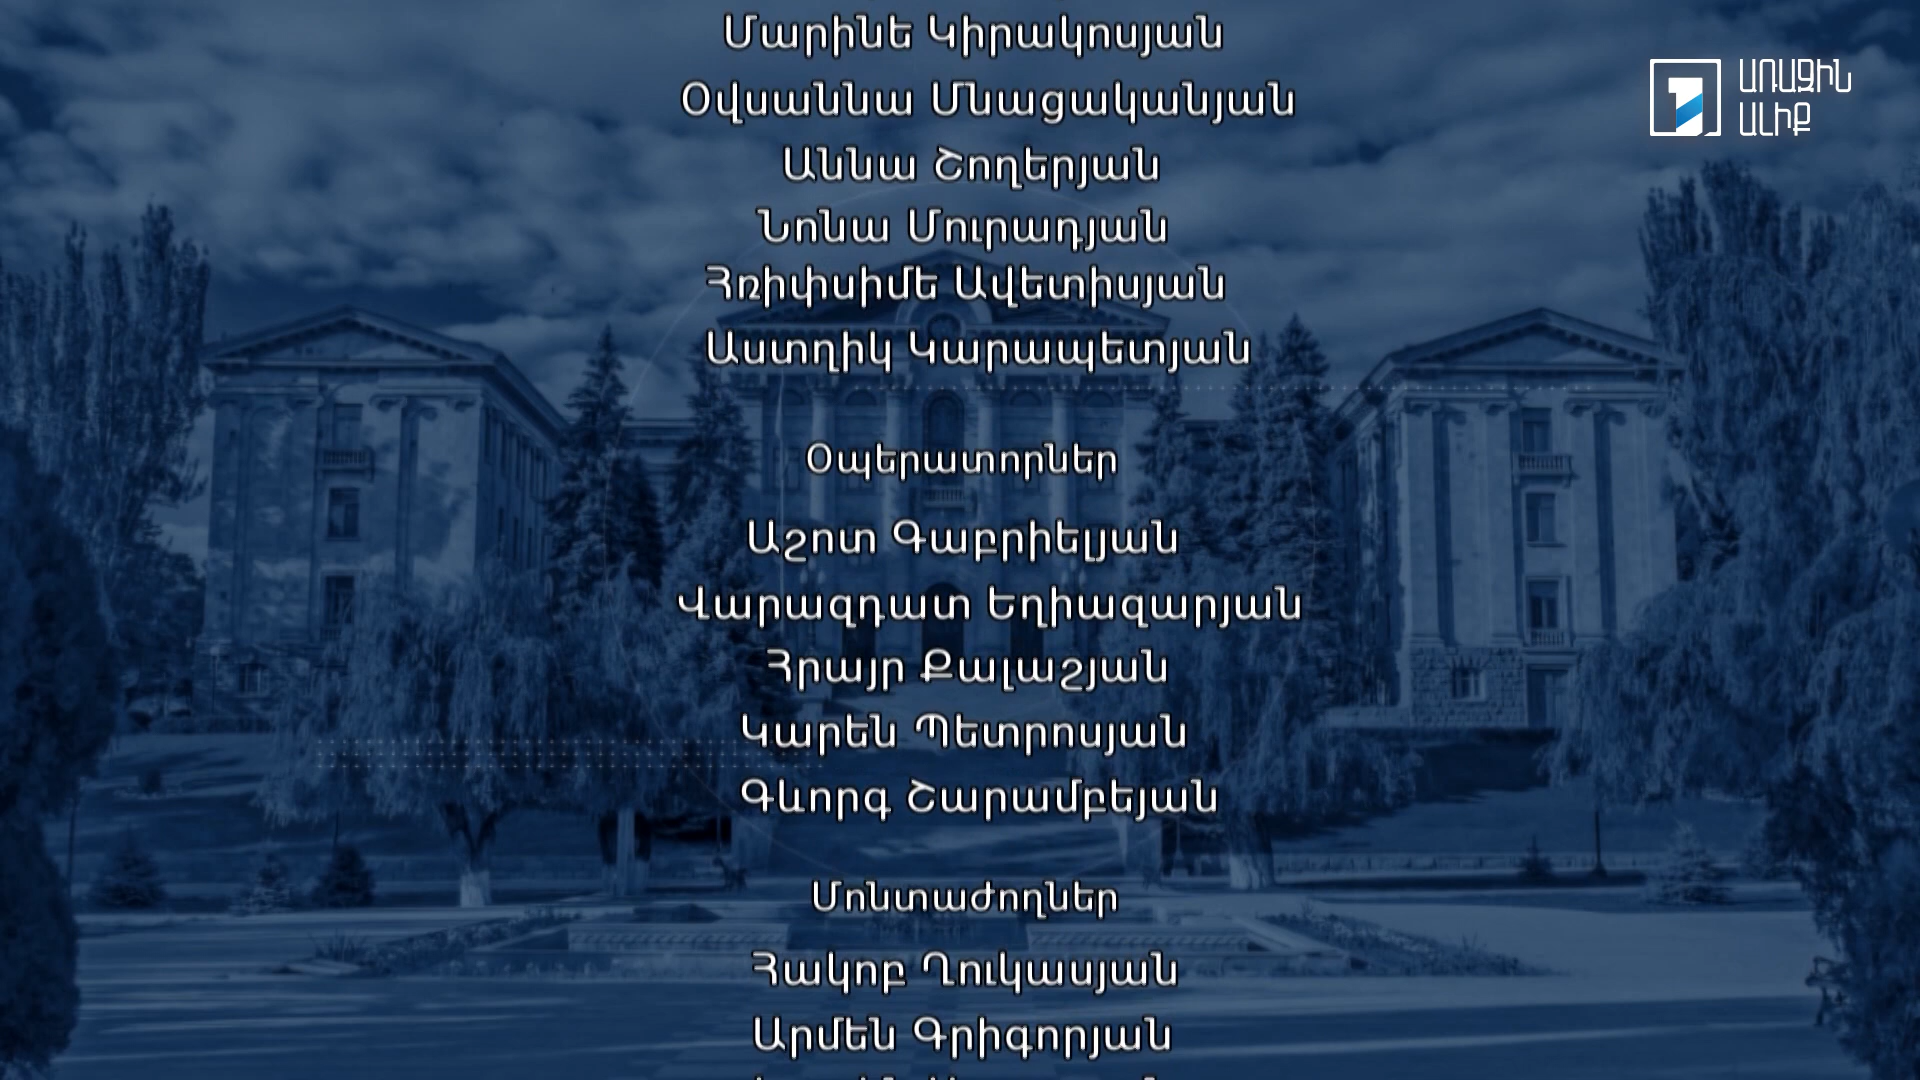 Մարինե Կիրակոսյան
ԱՌԱՋԻՆ
ԱԼԻՔ
Օվսաննա Մնացականյան
Աննա Շողերյան
Նոնա Մուրադյան
Հռիփսիմե Ավետիսյան
Աստղիկ Կարապետյան
Օպերատորներ
Աշոտ Գաբրիելյան
Վարազդատ Եղիազարյան
Հրայր Քալաշյան
Կարեն Պետրոսյան
Գևորգ Շարամբեյան
Մոնտաժողներ
Հակոբ Ղուկասյան
Արմեն Գրիգորյան